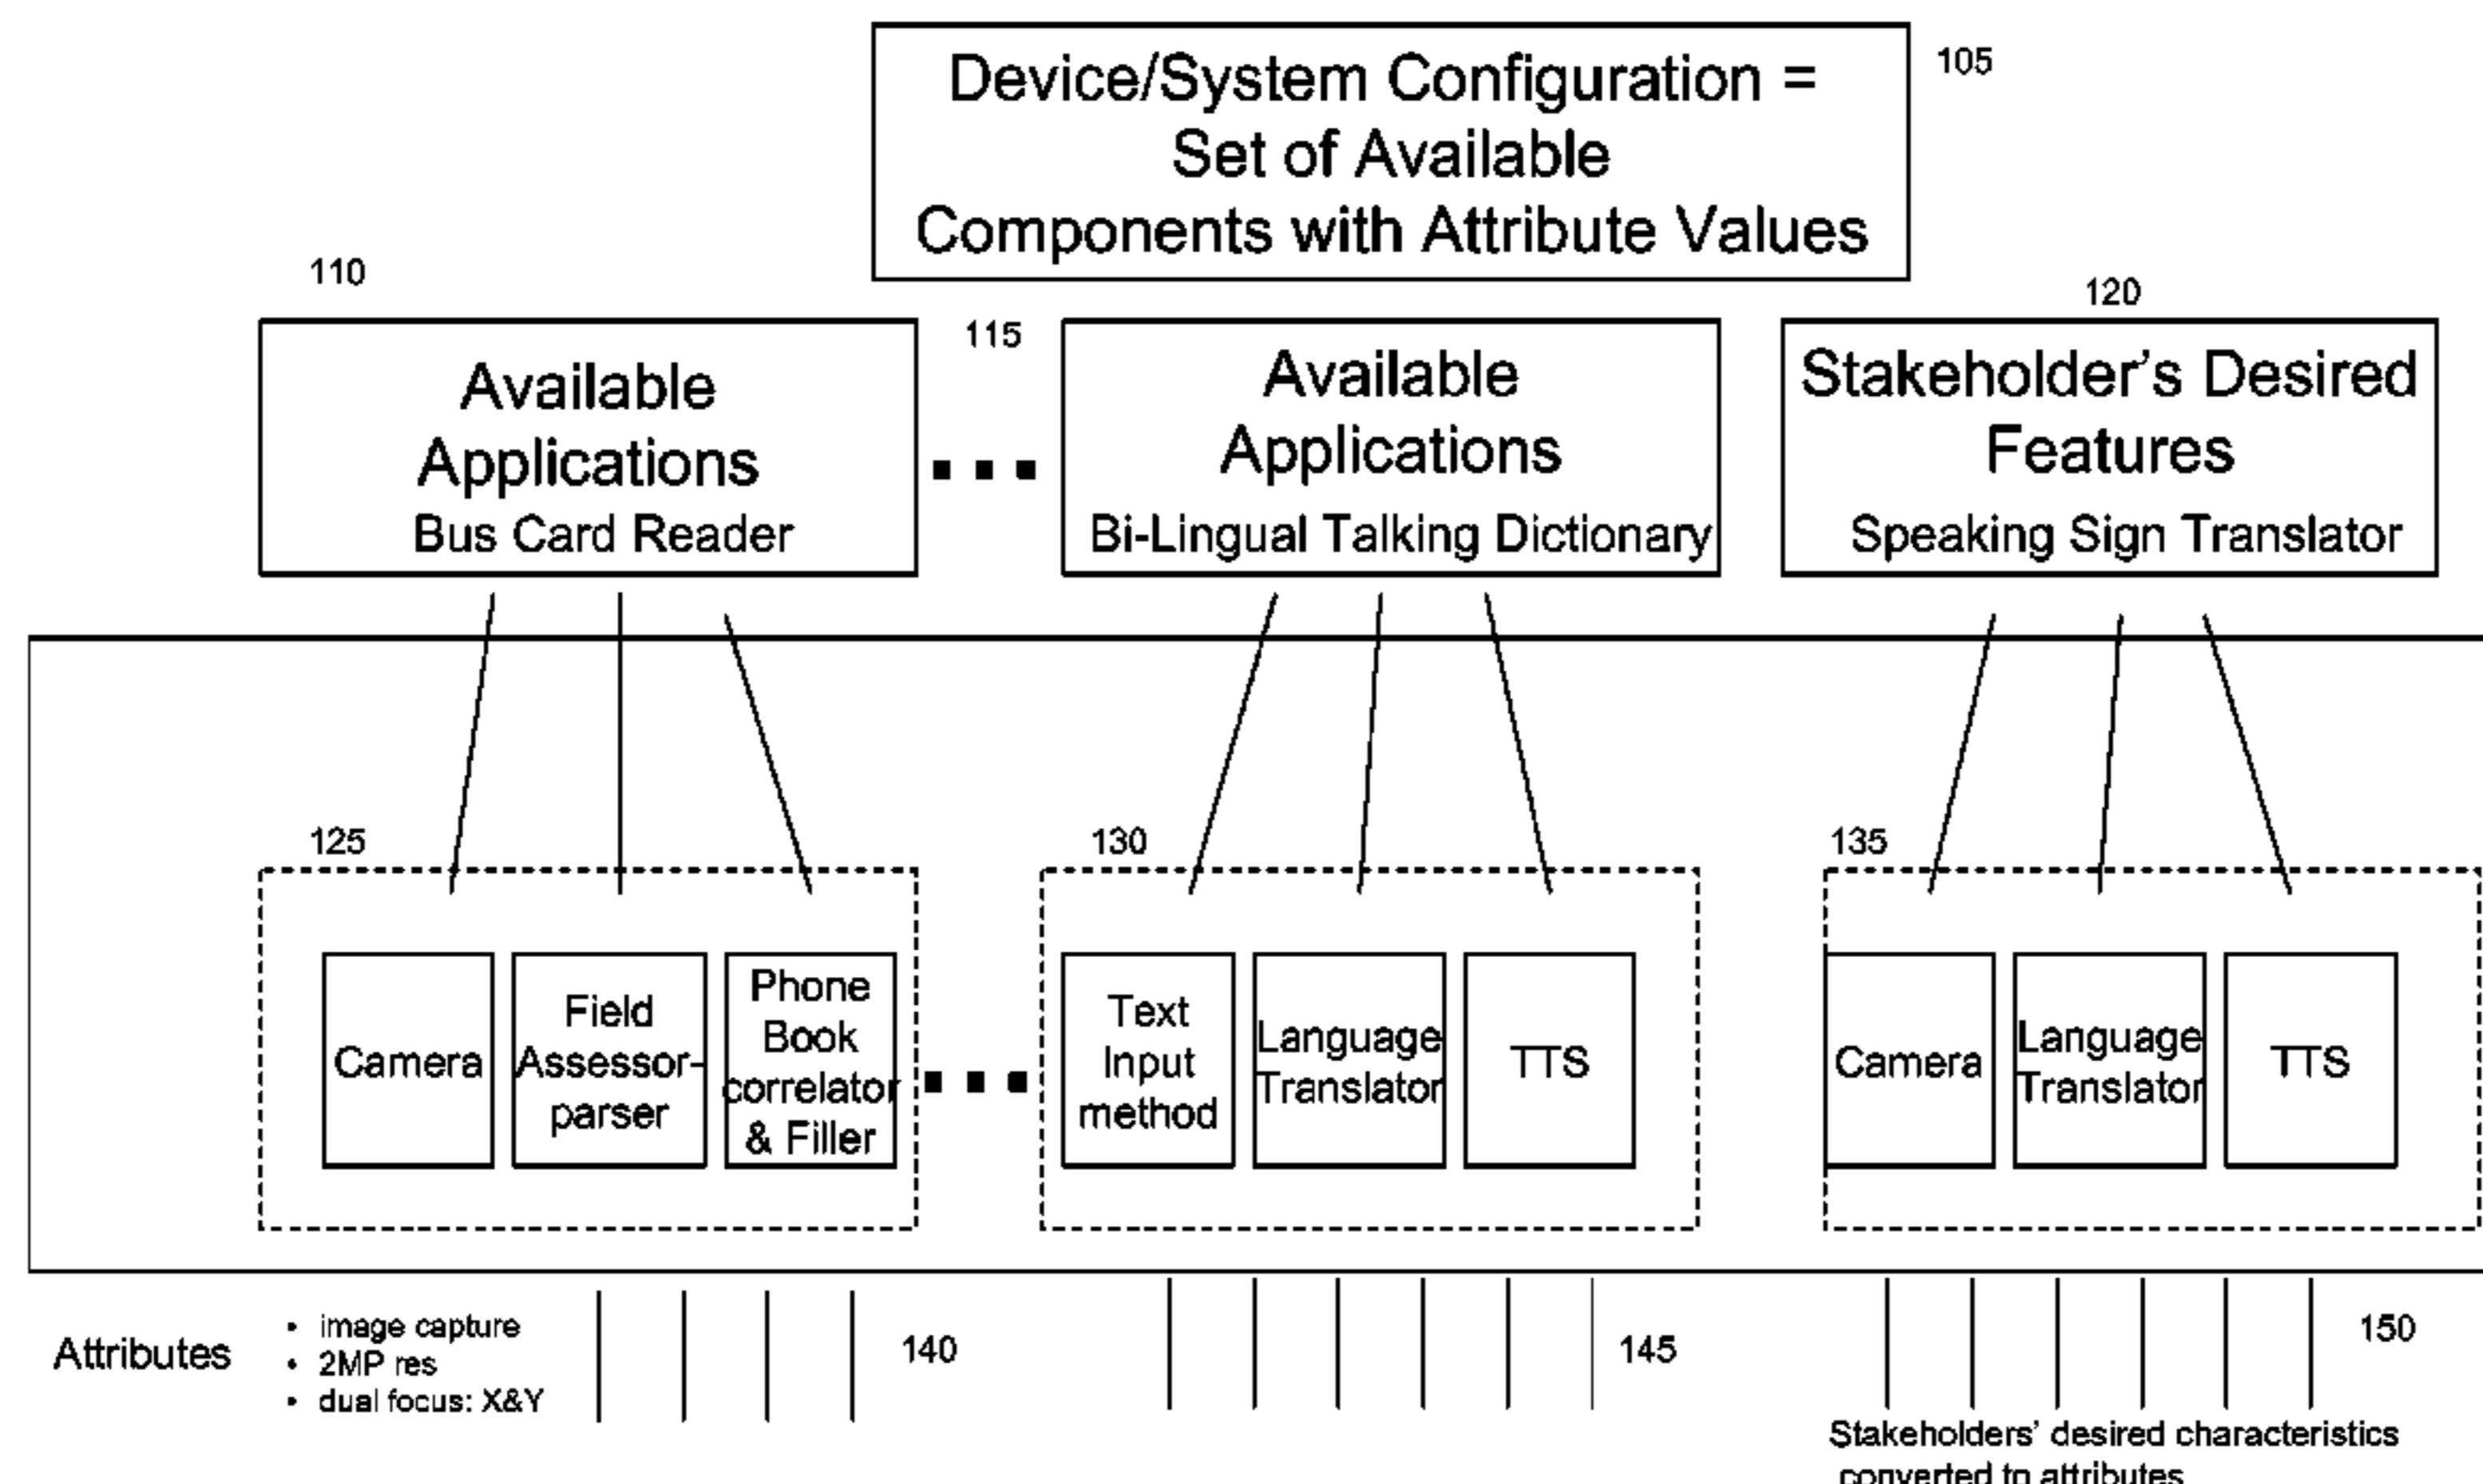 Device/System Configuration =
Set of Available
Components with Attribute Values
105
110
Available
Applications
Bus Card Reader
115
Available
Applications
Bi-Lingual Talking Dictionary
120
Stakeholder's Desired
Features
Speaking Sign Translator
125
Camera
Field
Assessor-
parser
Phone
Book
correlator
& Filler
130
Text
Input
method
Language
Translator
TTS
135
Camera
Language
Translator
TTS
Attributes
• image capture
• 2MP res
• dual focus: X&Y
140
145
150
Stakeholders' desired characteristics
converted to attributes